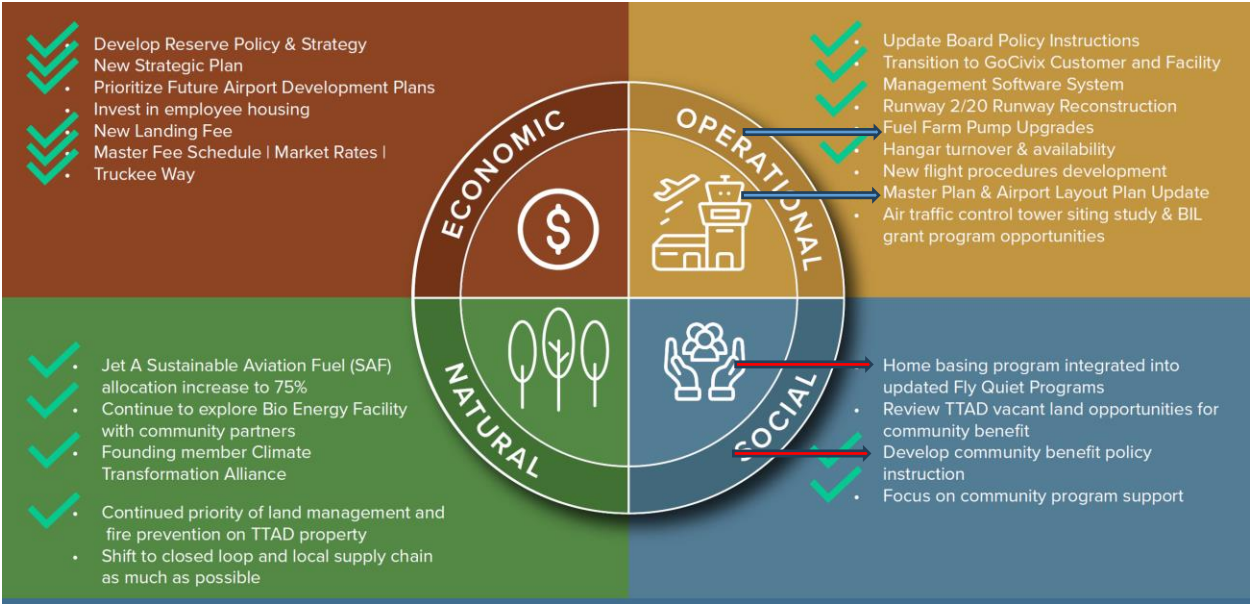 • Develop Reserve Policy & Strategy
• New Strategic Plan
• Prioritize Future Airport Development Plans
• Invest in employee housing
• New Landing Fee
• Master Fee Schedule | Market Rates |
• Truckee Way
• Update Board Policy Instructions
• Transition to GoCivix Customer and Facility
Management Software System
• Runway 2/20 Runway Reconstruction
• Fuel Farm Pump Upgrades
• Hangar turnover & availability
• New flight procedures development
• Master Plan & Airport Layout Plan Update
• Air traffic control tower siting study & BIL
grant program opportunities
ECONOMIC
OPERATIONAL
$
NATURAL
SOCIAL
• Jet A Sustainable Aviation Fuel (SAF)
allocation increase to 75%
• Continue to explore Bio Energy Facility
with community partners
• Founding member Climate
Transformation Alliance
• Continued priority of land management and
fire prevention on TTAD property
• Shift to closed loop and local supply chain
as much as possible
• Home basing program integrated into
updated Fly Quiet Programs
• Review TTAD vacant land opportunities for
community benefit
• Develop community benefit policy
instruction
• Focus on community program support